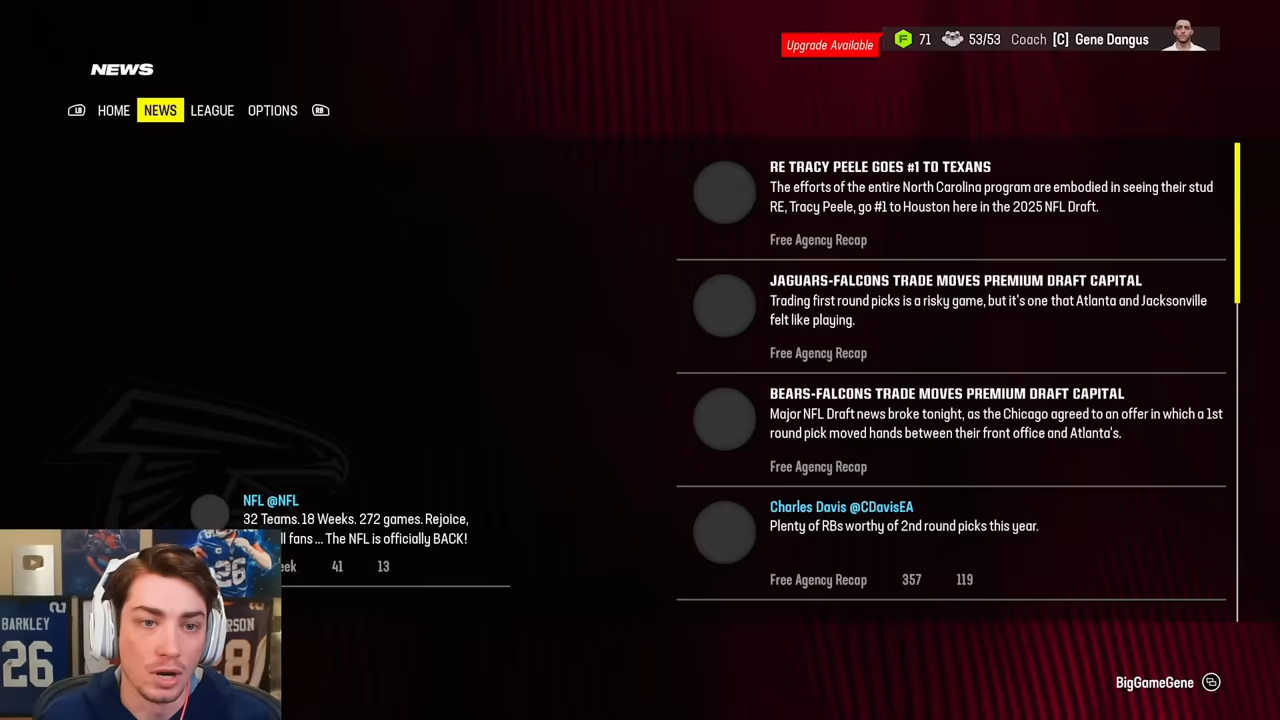 Upgrade Available
71
53/53
Coach [C] Gene Dangus
NEWS
LB HOME NEWS LEAGUE OPTIONS RB
RE TRACY PEELE GOES #1 TO TEXANS
The efforts of the entire North Carolina program are embodied in seeing their stud
RE, Tracy Peele, go #1 to Houston here in the 2025 NFL Draft.
Free Agency Recap
JAGUARS-FALCONS TRADE MOVES PREMIUM DRAFT CAPITAL
Trading first round picks is a risky game, but it's one that Atlanta and Jacksonville
felt like playing.
Free Agency Recap
BEARS-FALCONS TRADE MOVES PREMIUM DRAFT CAPITAL
Major NFL Draft news broke tonight, as the Chicago agreed to an offer in which a 1st
round pick moved hands between their front office and Atlanta's.
Free Agency Recap
Charles Davis @CDavisEA
Plenty of RBs worthy of 2nd round picks this year.
Free Agency Recap 357 119
NFL @NFL
32 Teams. 18 Weeks. 272 games. Rejoice,
fans ... The NFL is officially BACK!
41 13
BARKLEY
26
26
RSON
8
BigGameGene